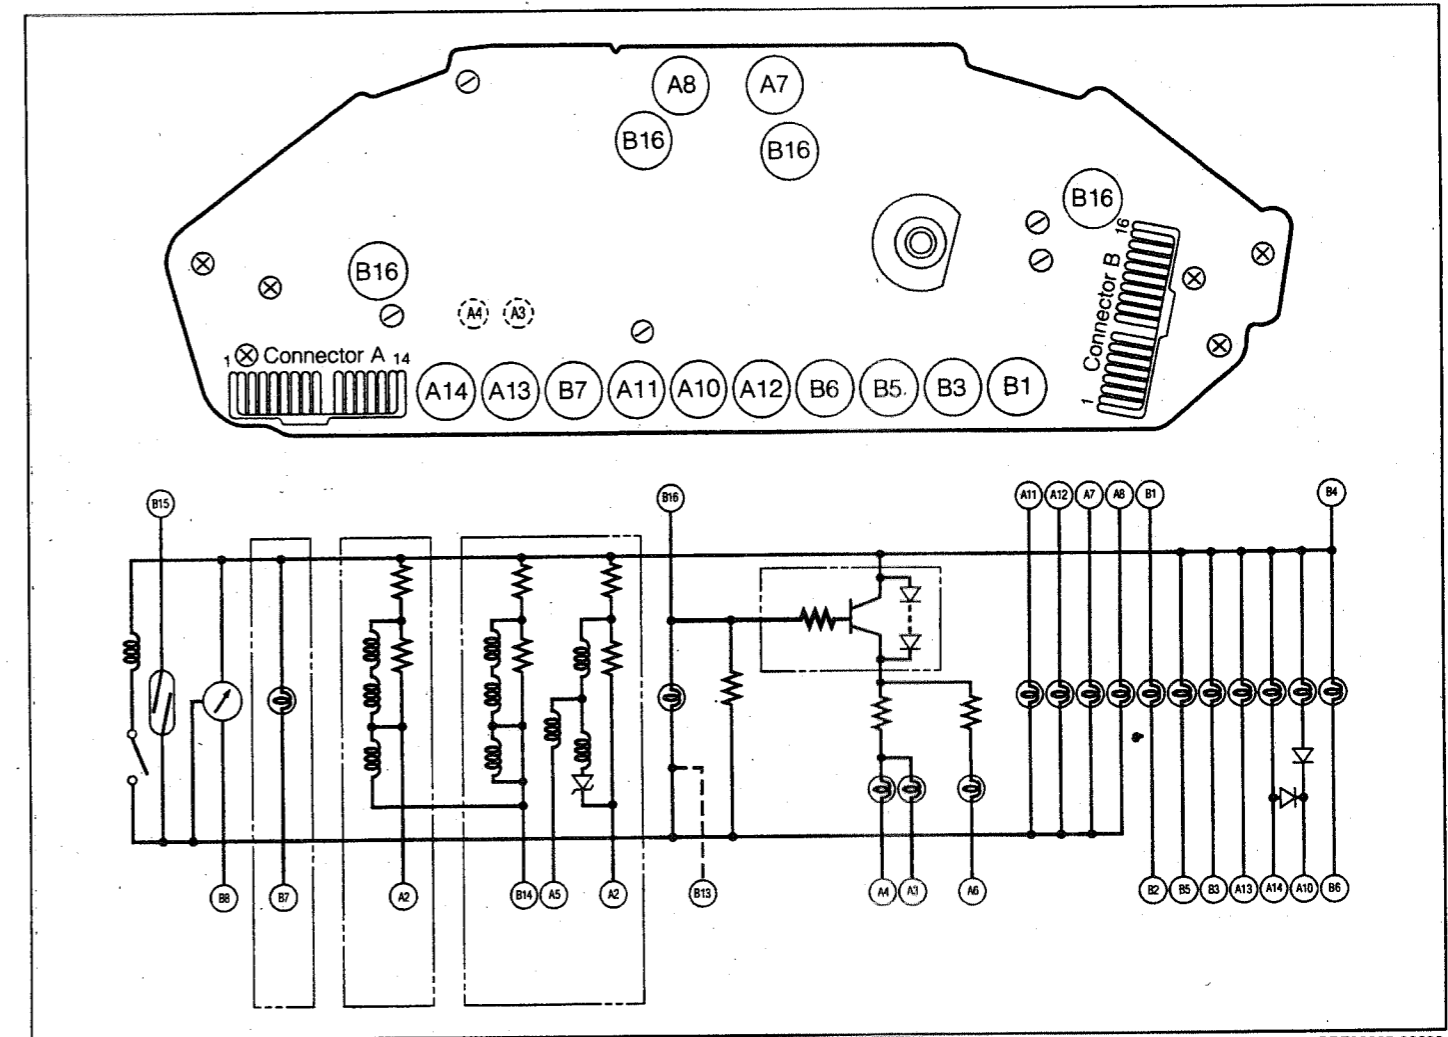 A8 A7
B16 B16
B16
16
B16
Connector B
A4 A3
1 Connector A 14
A14 A13 B7 A11 A10 A12 B6 B5 B3 B1
1
B15 B16 A11 A12 A7 A8 B1 B4
B8 B7 A2 B14 A5 A2 B13 A4 A3 A6 B2 B5 B3 A13 A14 A10 B6